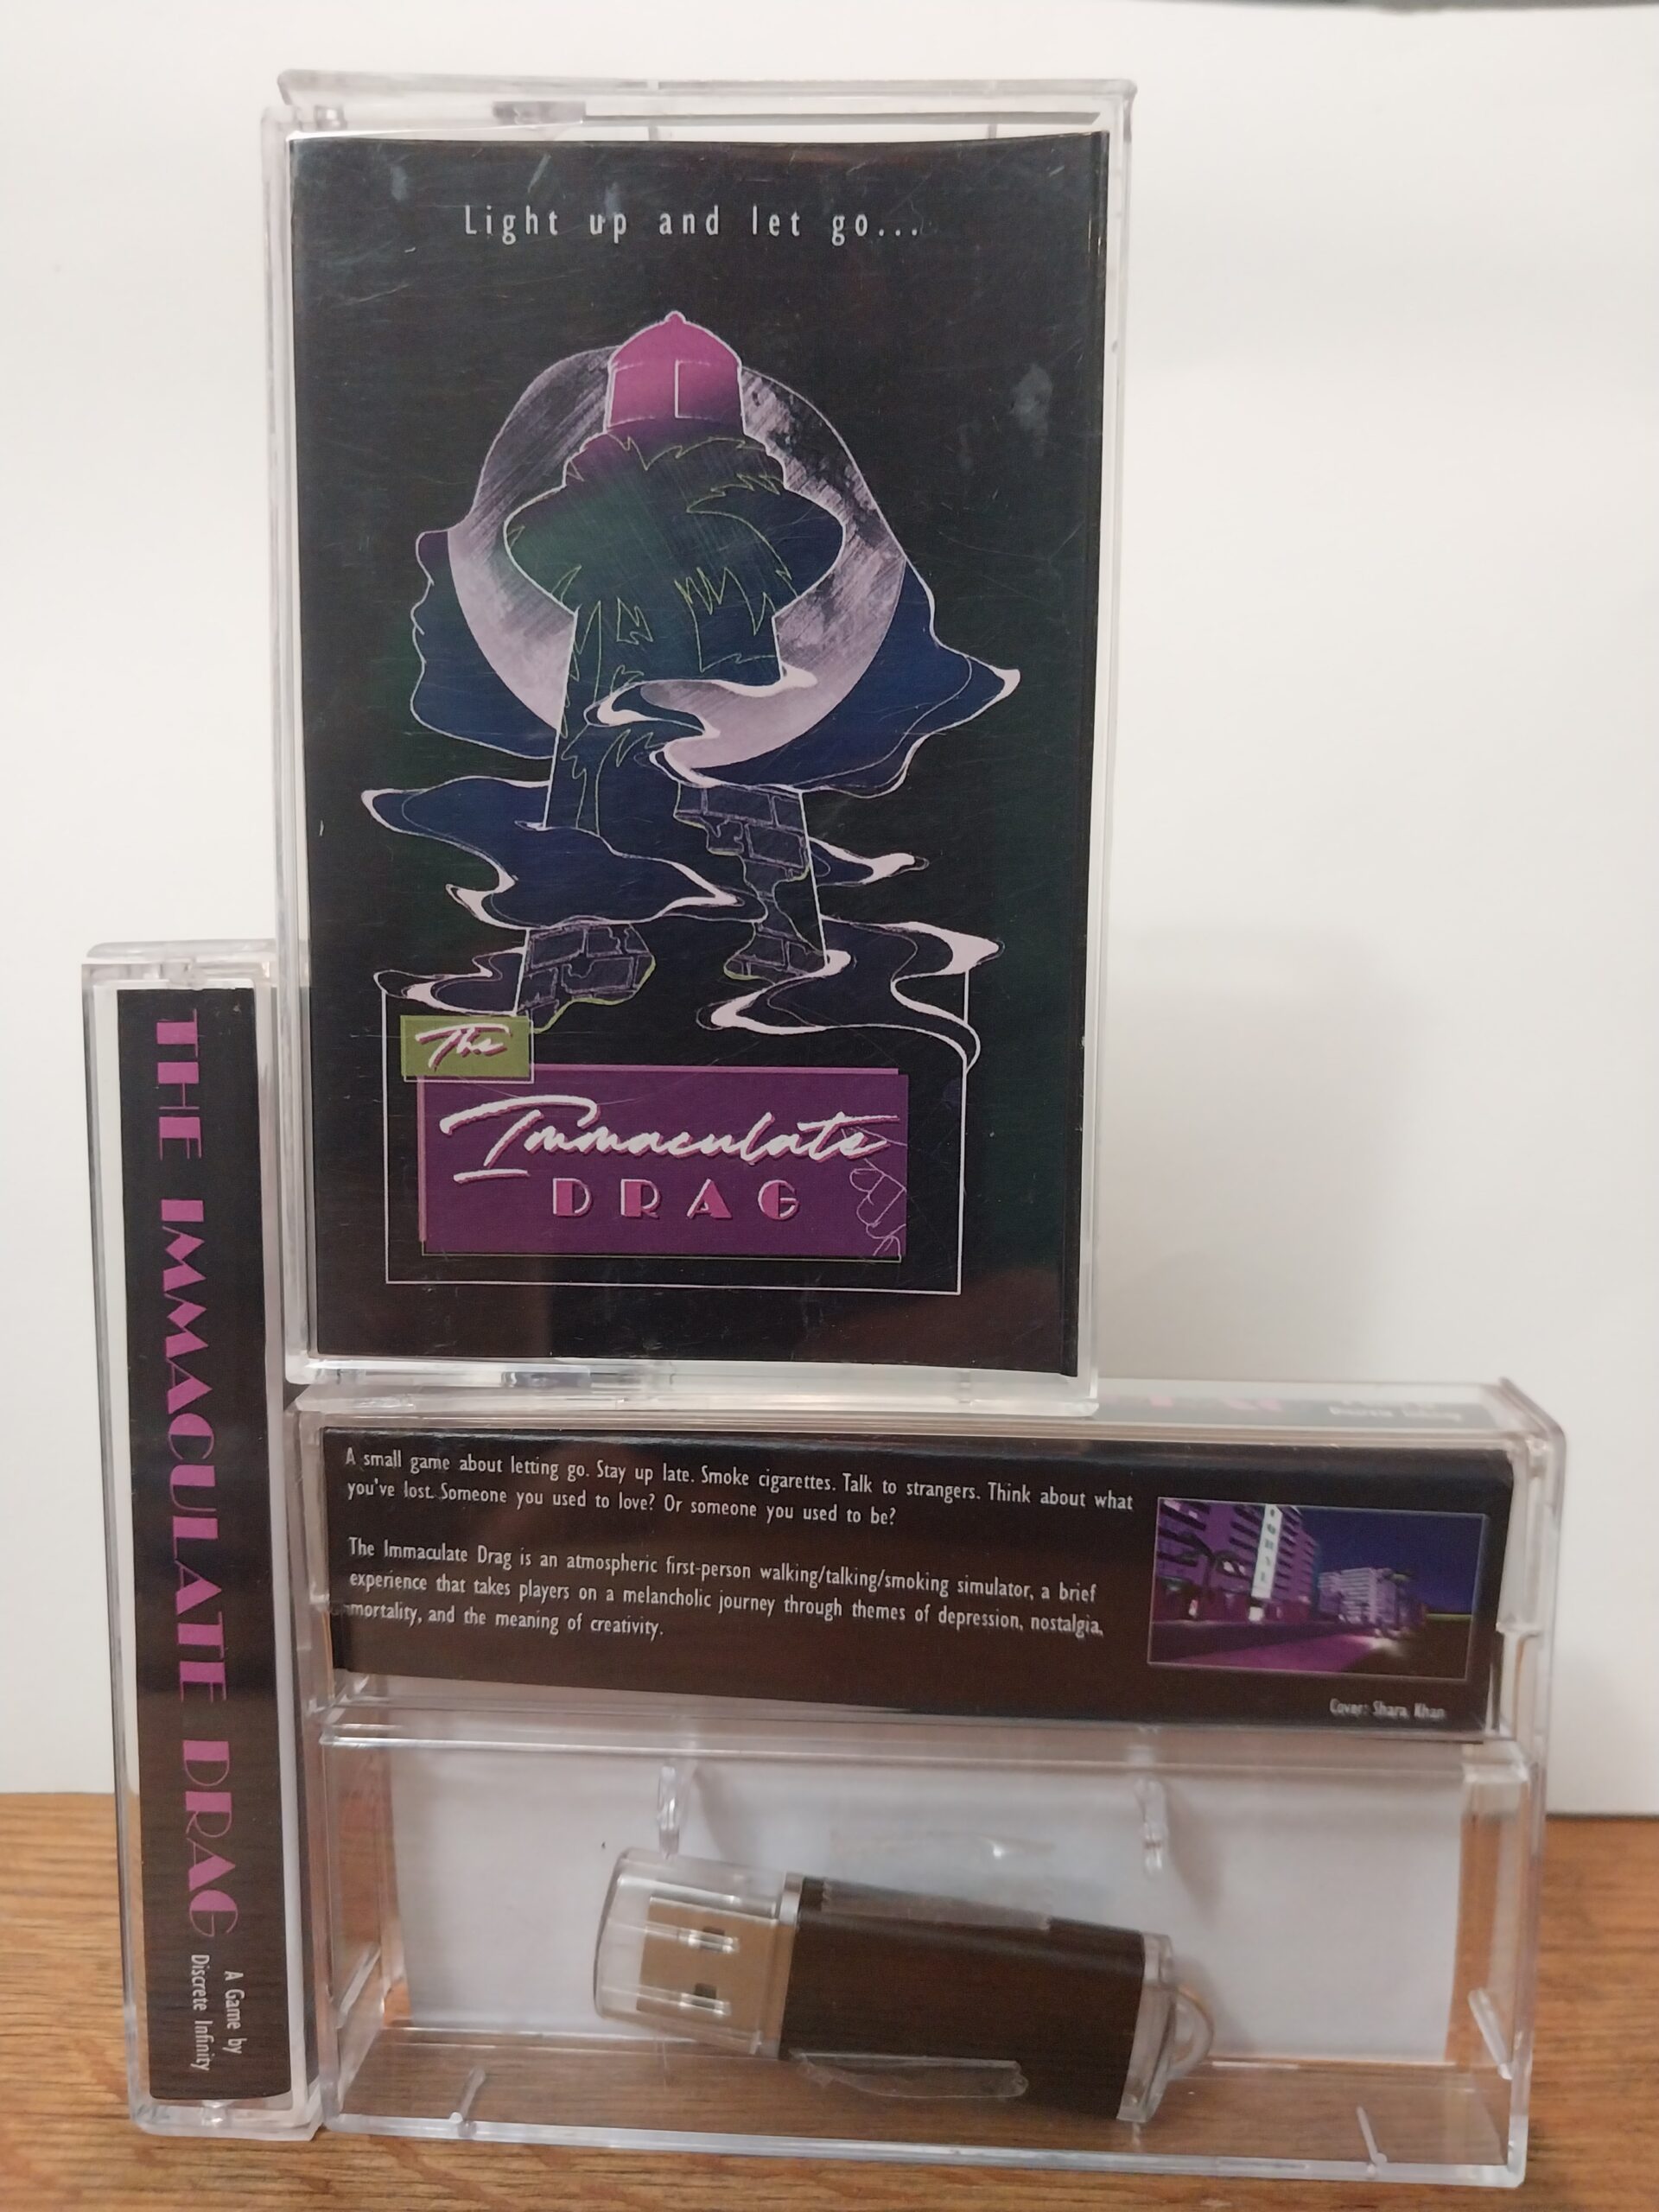 Light up and let go...
The
Immaculate
DRAG
THE IMMACULATE DRAG
A Game by
Discrete Infinity
A small game about letting go. Stay up late. Smoke cigarettes. Talk to strangers. Think about what
you've lost. Someone you used to love? Or someone you used to be?
The Immaculate Drag is an atmospheric first-person walking/talking/smoking simulator, a brief
experience that takes players on a melancholic journey through themes of depression, nostalgia,
mortality, and the meaning of creativity.
Cover: Shara Khan